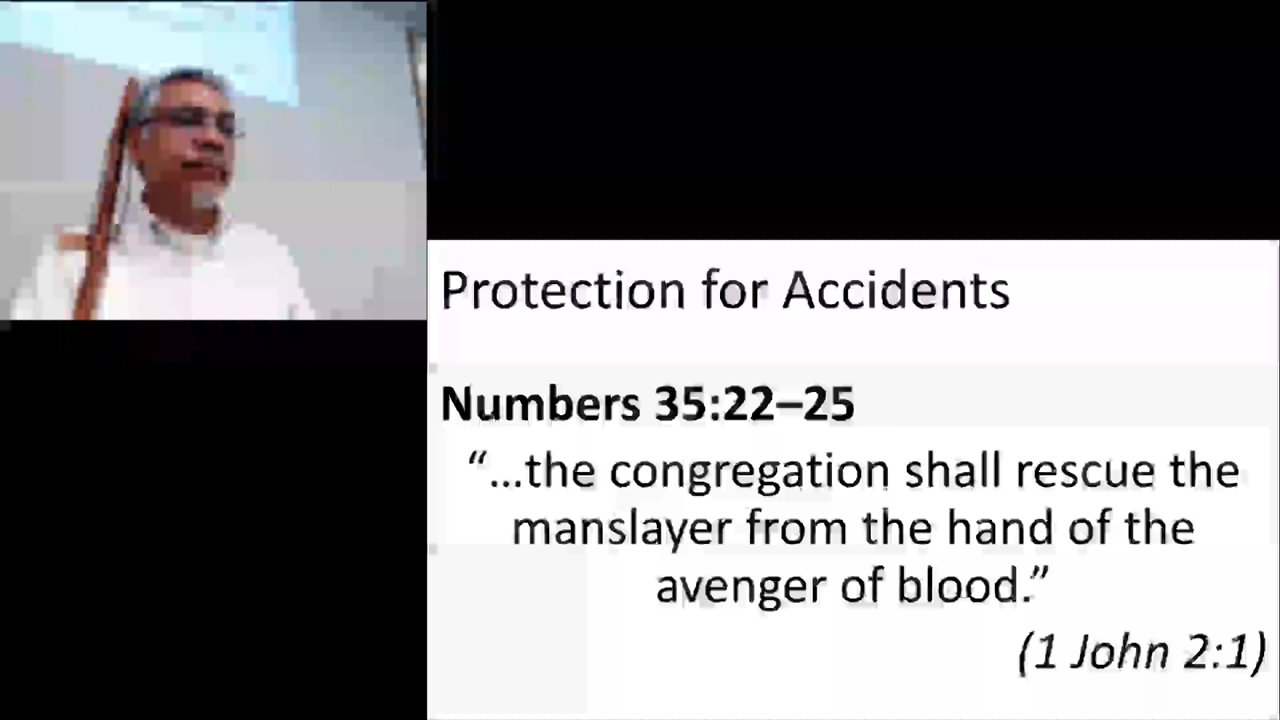 Protection for Accidents
Numbers 35:22–25
“...the congregation shall rescue the
manslayer from the hand of the
avenger of blood.”
(1 John 2:1)